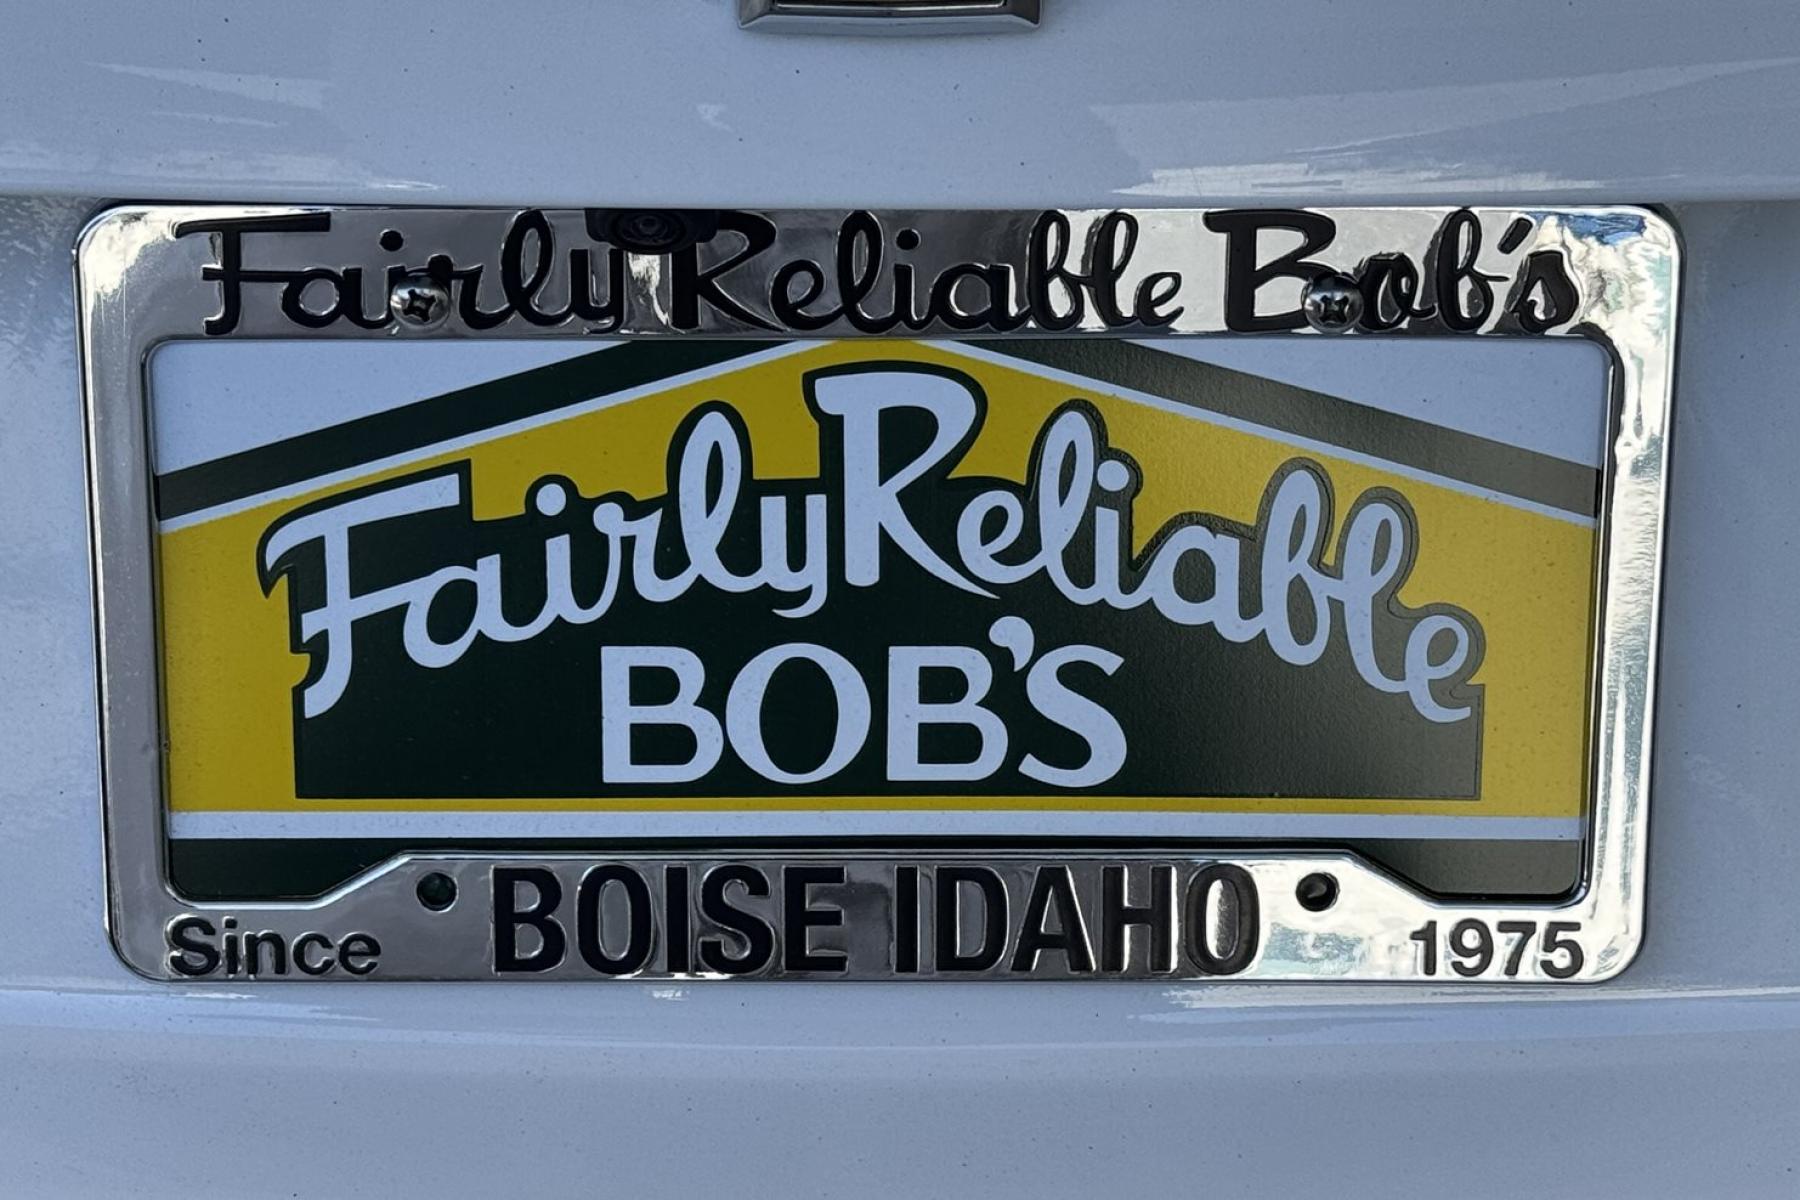 Fairly Reliable Bob's
Fairly Reliable
BOB'S
Since BOISE IDAHO 1975